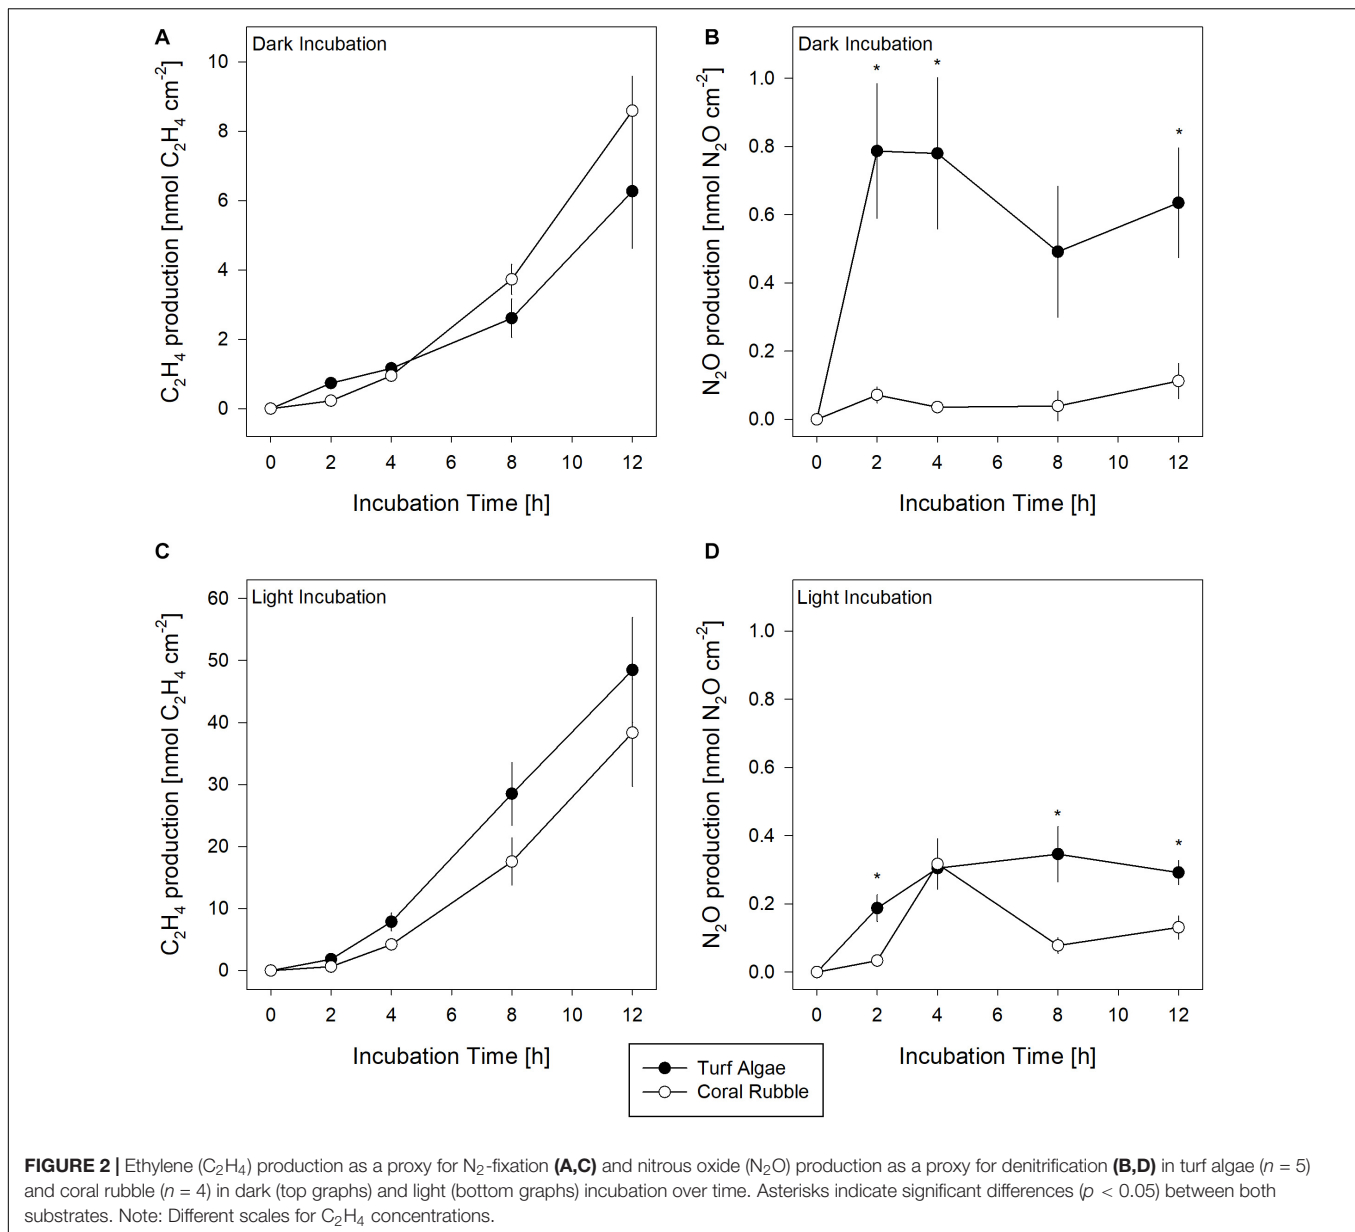 A
Dark Incubation
C₂H₄ production [nmol C₂H₄ cm⁻²]
10
8
6
4
2
0
0 2 4 6 8 10 12
Incubation Time [h]
B
Dark Incubation
N₂O production [nmol N₂O cm⁻²]
1.0
0.8
0.6
0.4
0.2
0.0
* * *
0 2 4 6 8 10 12
Incubation Time [h]
C
Light Incubation
C₂H₄ production [nmol C₂H₄ cm⁻²]
60
50
40
30
20
10
0
0 2 4 6 8 10 12
Incubation Time [h]
D
Light Incubation
N₂O production [nmol N₂O cm⁻²]
1.0
0.8
0.6
0.4
0.2
0.0
* * *
0 2 4 6 8 10 12
Incubation Time [h]
Turf Algae
Coral Rubble
FIGURE 2 | Ethylene (C₂H₄) production as a proxy for N₂-fixation (A,C) and nitrous oxide (N₂O) production as a proxy for denitrification (B,D) in turf algae (n = 5)
and coral rubble (n = 4) in dark (top graphs) and light (bottom graphs) incubation over time. Asterisks indicate significant differences (p < 0.05) between both
substrates. Note: Different scales for C₂H₄ concentrations.